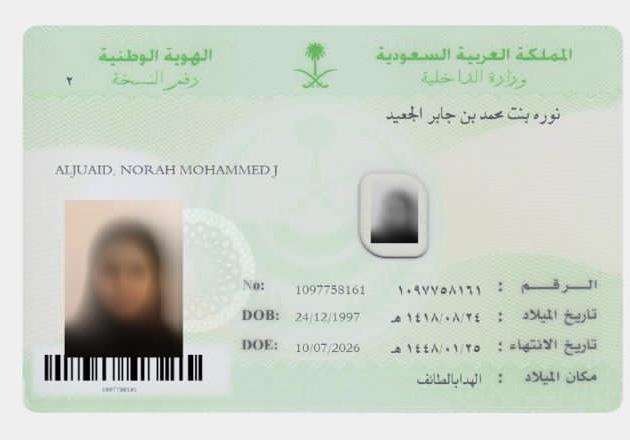 المملكة العربية السعودية
الهوية الوطنية
وزارة الداخلية
رقم النسخة ٢
نوره بنت محمد بن جابر الجعيد
ALJUAID, NORAH MOHAMMED J
No: 1097758161 الـرقـم : ١٠٩٧٧٥٨١٦١
DOB: 24/12/1997 تاريخ الميلاد : ١٤١٨/٠٨/٢٤ هـ
DOE: 10/07/2026 تاريخ الانتهاء : ١٤٤٨/٠١/٢٥ هـ
مكان الميلاد : الهدابالطائف
1097758161